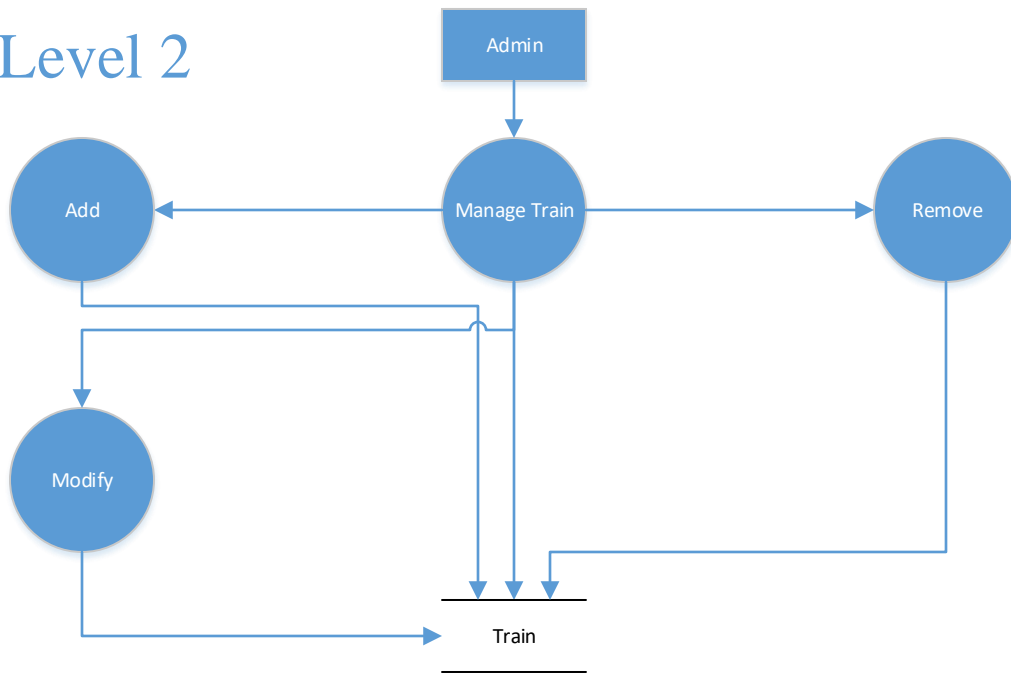 Level 2
Admin
Add
Manage Train
Remove
Modify
Train